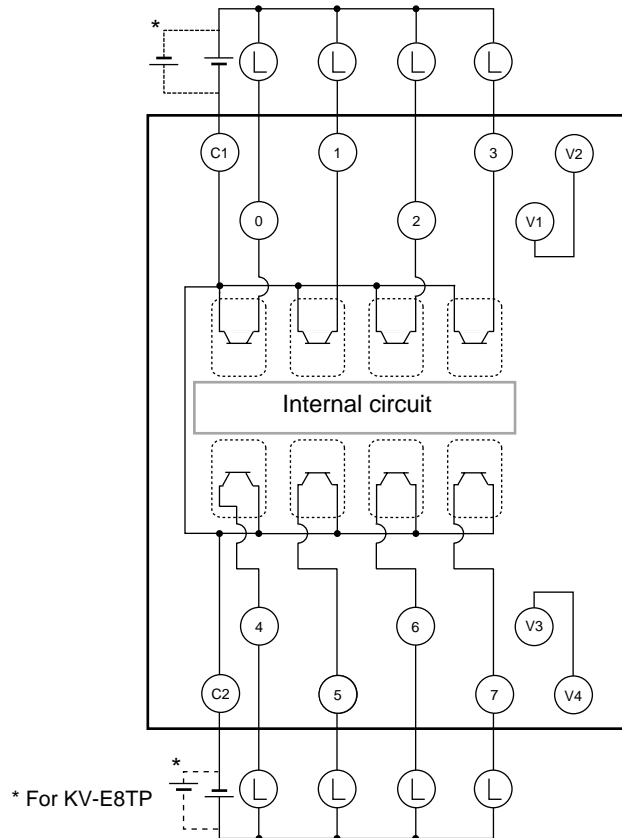 *
L L L L
C1 1 3 V2
0 2 V1
Internal circuit
4 6 V3
C2 5 7 V4
*
* For KV-E8TP
L L L L